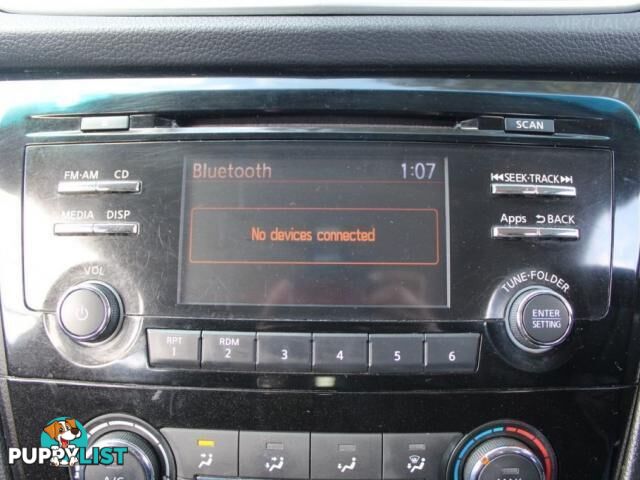 SCAN
Bluetooth 1:07
No devices connected
FM·AM CD
MEDIA DISP
VOL
SEEK·TRACK
Apps BACK
TUNE·FOLDER
ENTER
SETTING
RPT
1
RDM
2
3
4
5
6
A/C
MAX
PUPPYLIST